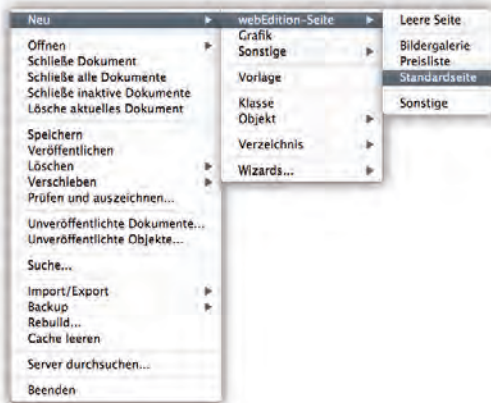 Neu
Öffnen
Schließe Dokument
Schließe alle Dokumente
Schließe inaktive Dokumente
Lösche aktuelles Dokument
Speichern
Veröffentlichen
Löschen
Verschieben
Prüfen und auszeichnen...
Unveröffentlichte Dokumente...
Unveröffentlichte Objekte...
Suche...
Import/Export
Backup
Rebuild...
Cache leeren
Server durchsuchen...
Beenden
webEdition-Seite
Grafik
Sonstige
Vorlage
Klasse
Objekt
Verzeichnis
Wizards...
Leere Seite
Bildergalerie
Preisliste
Standardseite
Sonstige